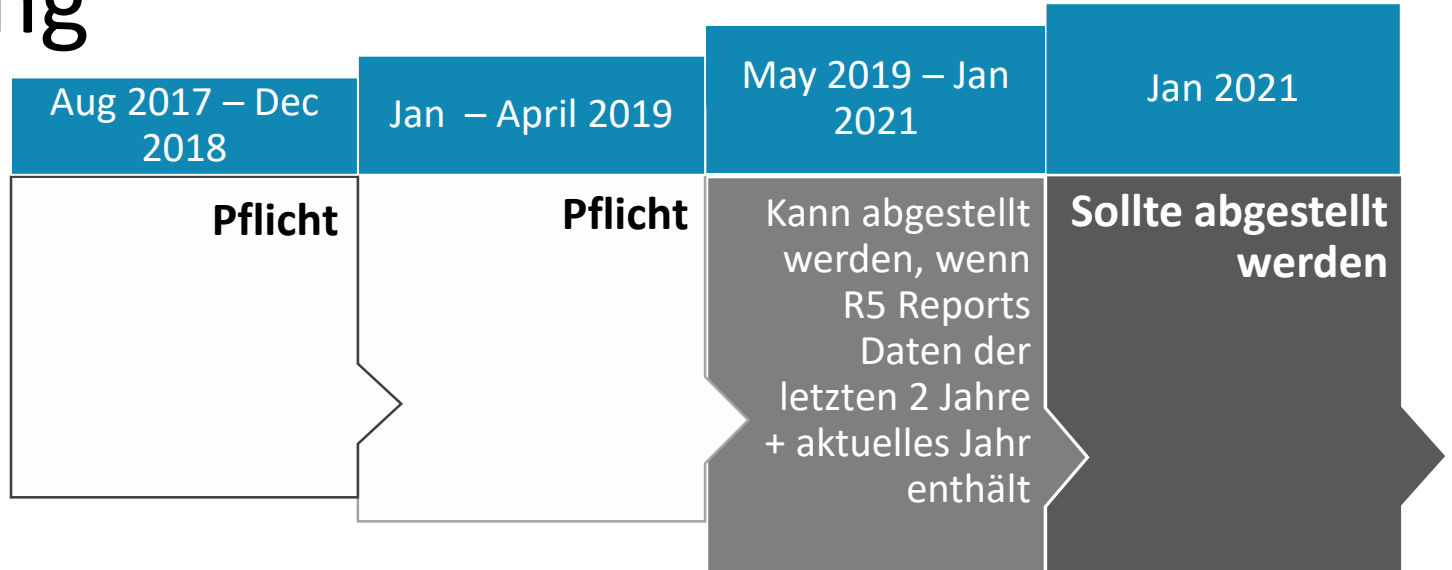 Aug 2017 – Dec
2018
Jan – April 2019
May 2019 – Jan
2021
Jan 2021
Pflicht
Pflicht
Kann abgestellt
werden, wenn
R5 Reports
Daten der
letzten 2 Jahre
+ aktuelles Jahr
enthält
Sollte abgestellt
werden